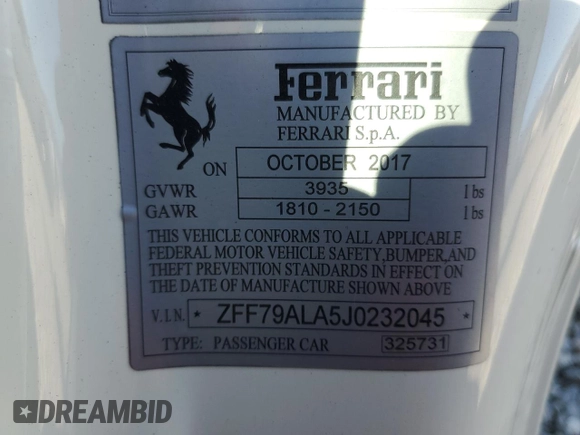 Ferrari
MANUFACTURED BY
FERRARI S.p.A.
ON OCTOBER 2017
GVWR 3935 lbs
GAWR 1810 - 2150 lbs
THIS VEHICLE CONFORMS TO ALL APPLICABLE
FEDERAL MOTOR VEHICLE SAFETY,BUMPER,AND
THEFT PREVENTION STANDARDS IN EFFECT ON
THE DATE OF MANUFACTURE SHOWN ABOVE
V.I.N. * ZFF79ALA5J0232045 *
TYPE: PASSENGER CAR 325731
DREAMBID